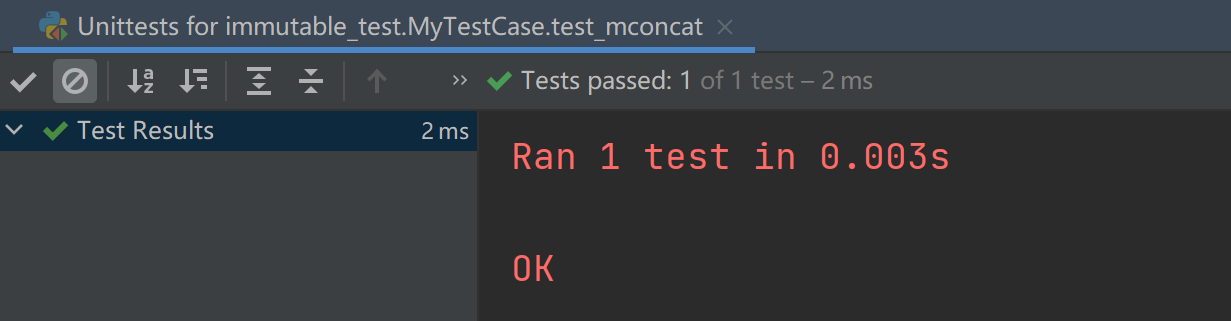 Unittests for immutable_test.MyTestCase.test_mconcat
Tests passed: 1 of 1 test – 2 ms
Test Results 2 ms
Ran 1 test in 0.003s
OK